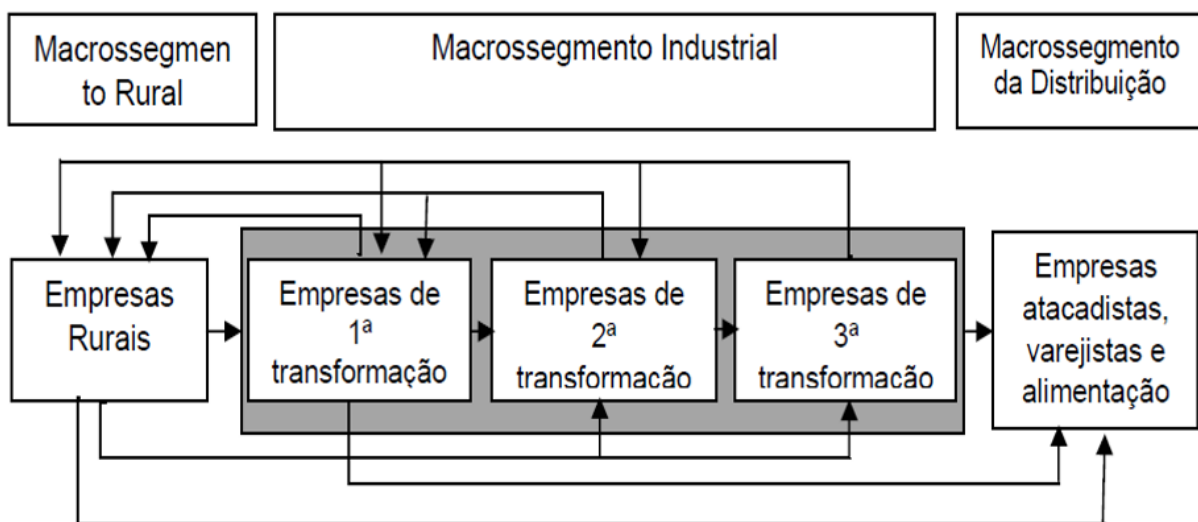 Macrossegmen
to Rural
Macrossegmento Industrial
Macrossegmento
da Distribuição
Empresas
Rurais
Empresas de
1ª
transformação
Empresas de
2ª
transformacão
Empresas de
3ª
transformacão
Empresas
atacadistas,
varejistas e
alimentação